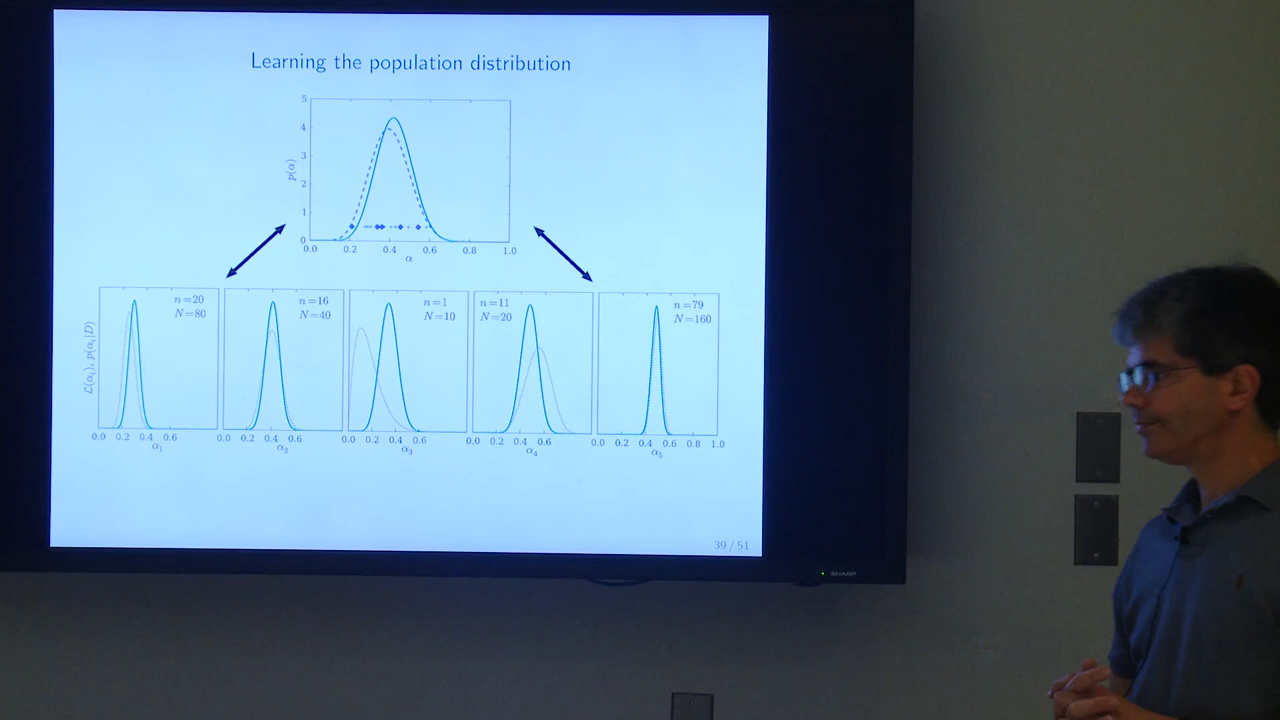 Learning the population distribution
5
4
3
2
1
0
p(α)
0.0 0.2 0.4 0.6 0.8 1.0
α
ℒ(αᵢ), p(αᵢ|D)
n=20
N=80
n=16
N=40
n=1
N=10
n=11
N=20
n=79
N=160
0.0 0.2 0.4 0.6
0.0 0.2 0.4 0.6
0.0 0.2 0.4 0.6
0.0 0.2 0.4 0.6
0.0 0.2 0.4 0.6 0.8 1.0
α₁
α₂
α₃
α₄
α₅
39 / 51
SHARP